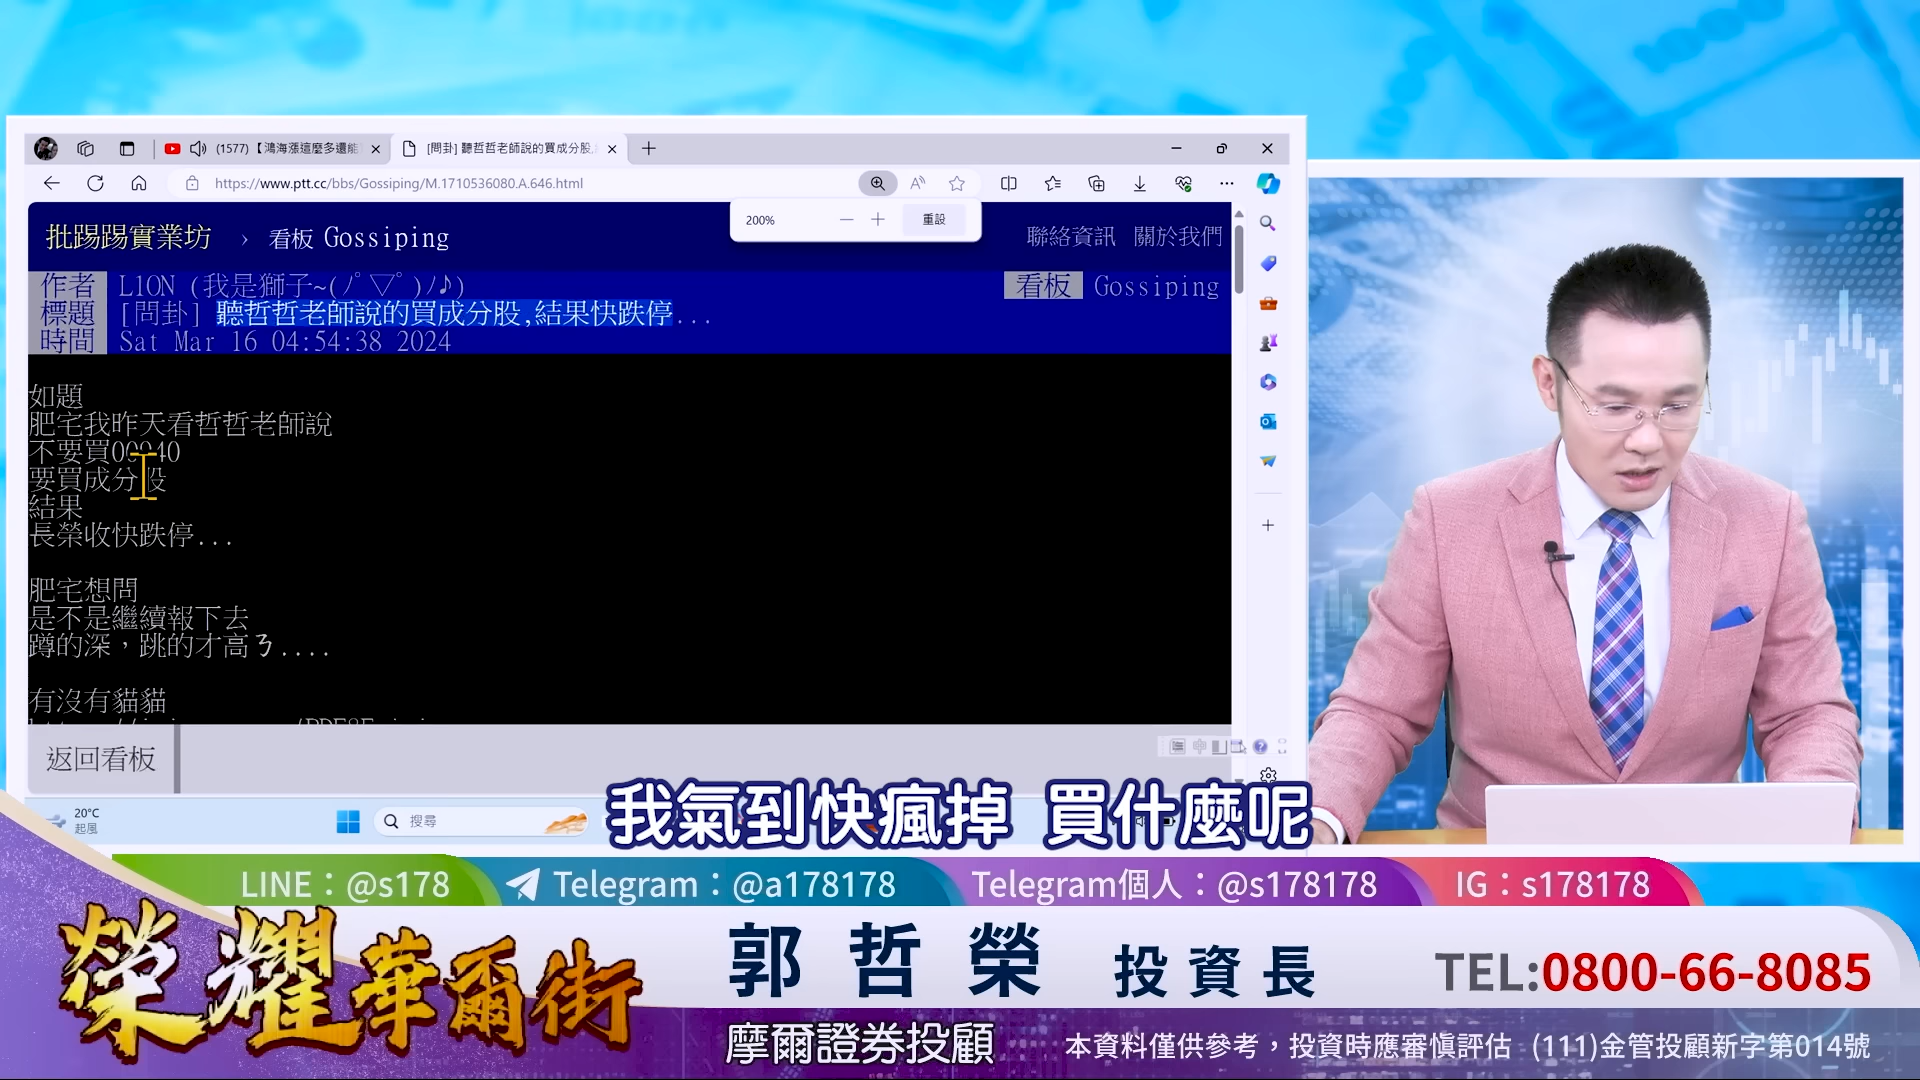 (1577)【鴻海漲這麼多還能
[問卦] 聽哲哲老師說的買成分股,
https://www.ptt.cc/bbs/Gossiping/M.1710536080.A.646.html
200%
重設
批踢踢實業坊 › 看板 Gossiping
聯絡資訊 關於我們
作者 L1ON (我是獅子~(ﾉﾟ▽ﾟ)ﾉ♪)
看板 Gossiping
標題 [問卦] 聽哲哲老師說的買成分股,結果快跌停...
時間 Sat Mar 16 04:54:38 2024
如題
肥宅我昨天看哲哲老師說
不要買00940
要買成分股
結果
長榮收快跌停...
肥宅想問
是不是繼續報下去
蹲的深,跳的才高ㄋ....
有沒有貓貓
返回看板
20°C
起風
搜尋
我氣到快瘋掉 買什麼呢
LINE:@s178
Telegram:@a178178
Telegram個人:@s178178
IG:s178178
榮耀華爾街
郭哲榮 投資長
TEL:0800-66-8085
摩爾證券投顧
本資料僅供參考,投資時應審慎評估 (111)金管投顧新字第014號